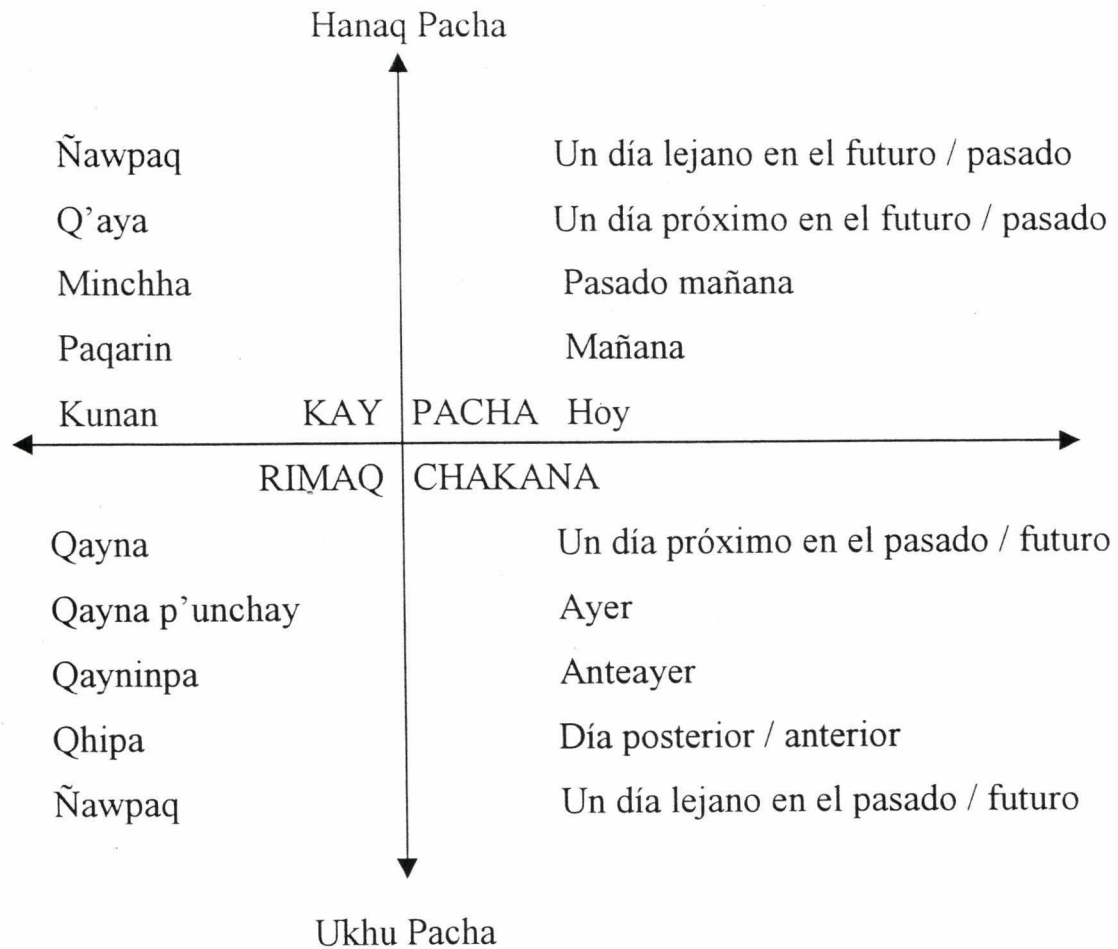 Hanaq Pacha
Ñawpaq Un día lejano en el futuro / pasado
Q’aya Un día próximo en el futuro / pasado
Minchha Pasado mañana
Paqarin Mañana
Kunan KAY PACHA Hoy
RIMAQ CHAKANA
Qayna Un día próximo en el pasado / futuro
Qayna p’unchay Ayer
Qayninpa Anteayer
Qhipa Día posterior / anterior
Ñawpaq Un día lejano en el pasado / futuro
Ukhu Pacha